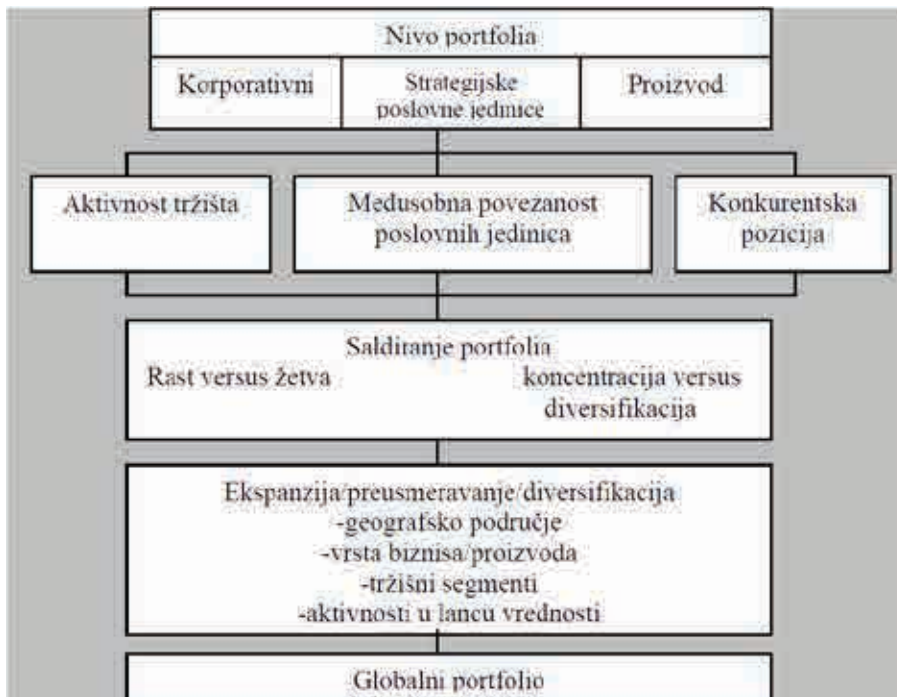 Nivo portfolia
Korporativni
Strategijske
poslovne jedinice
Proizvod
Aktivnost tržišta
Međusobna povezanost
poslovnih jedinica
Konkurentska
pozicija
Saldiranje portfolia
Rast versus žetva
koncentracija versus
diversifikacija
Ekspanzija/preusmeravanje/diversifikacija
-geografsko područje
-vrsta biznisa/proizvoda
-tržišni segmenti
-aktivnosti u lancu vrednosti
Globalni portfolio